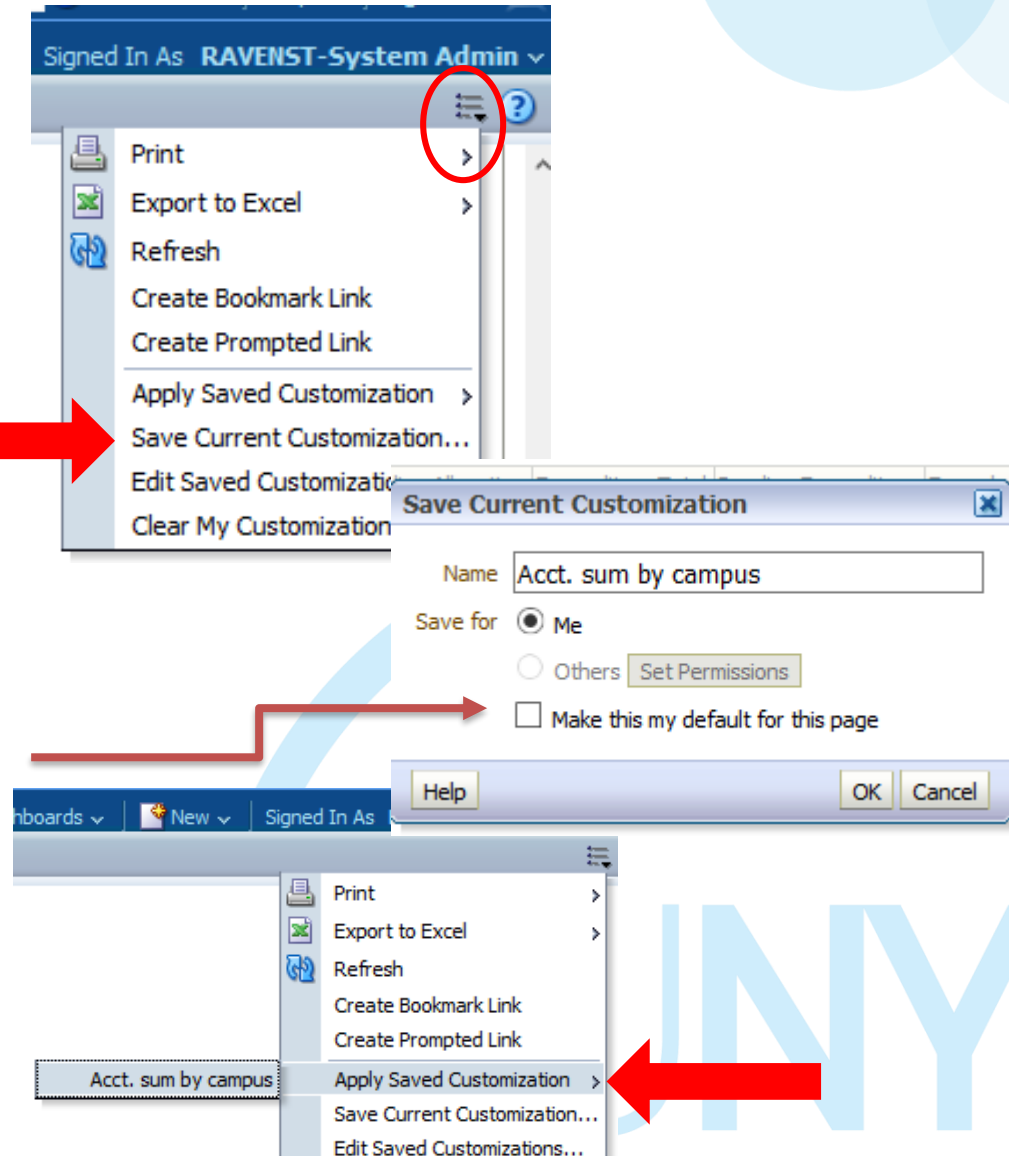 Signed In As RAVENST-System Admin
Print
Export to Excel
Refresh
Create Bookmark Link
Create Prompted Link
Apply Saved Customization
Save Current Customization...
Edit Saved Customizatio
Clear My Customization
Save Current Customization
Name Acct. sum by campus
Save for Me
Others Set Permissions
Make this my default for this page
Help OK Cancel
hboards New Signed In As
Print
Export to Excel
Refresh
Create Bookmark Link
Create Prompted Link
Acct. sum by campus Apply Saved Customization
Save Current Customization...
Edit Saved Customizations...
UNY